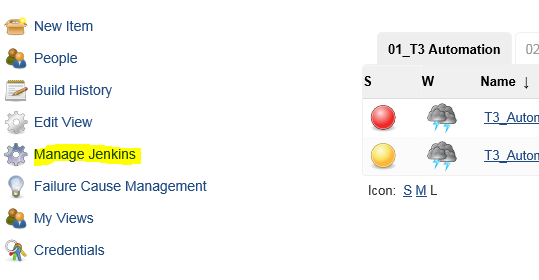 New Item
People
Build History
Edit View
Manage Jenkins
Failure Cause Management
My Views
Credentials
01_T3 Automation 02
S W Name ↓
T3_Autom
T3_Autom
Icon: S M L